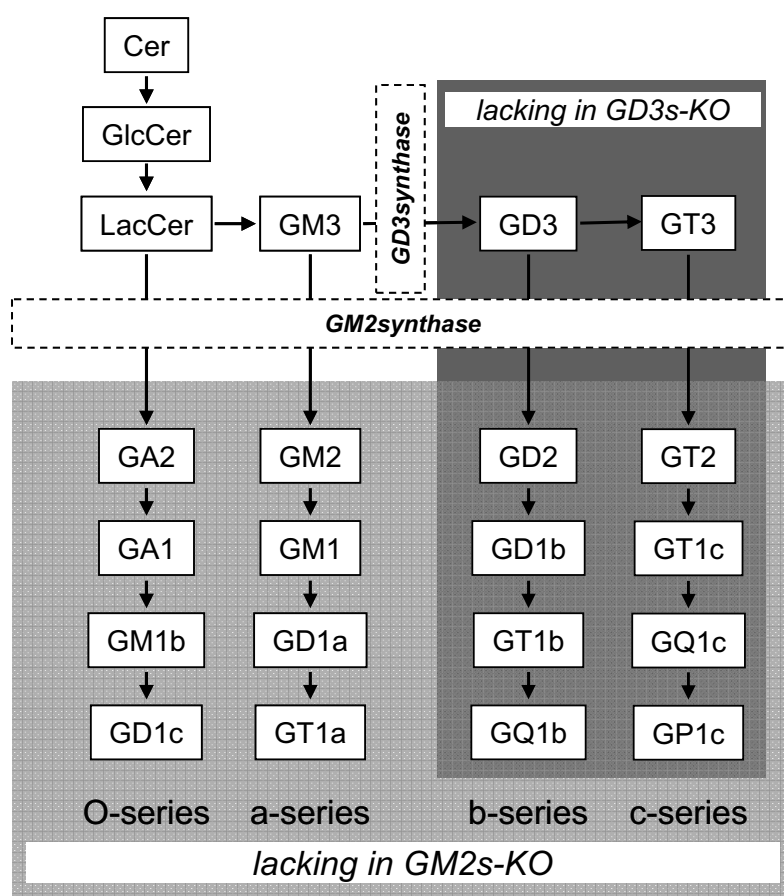 Cer
lacking in GD3s-KO
GlcCer
GD3synthase
LacCer
GM3
GD3
GT3
GM2synthase
GA2
GM2
GD2
GT2
GA1
GM1
GD1b
GT1c
GM1b
GD1a
GT1b
GQ1c
GD1c
GT1a
GQ1b
GP1c
O-series
a-series
b-series
c-series
lacking in GM2s-KO